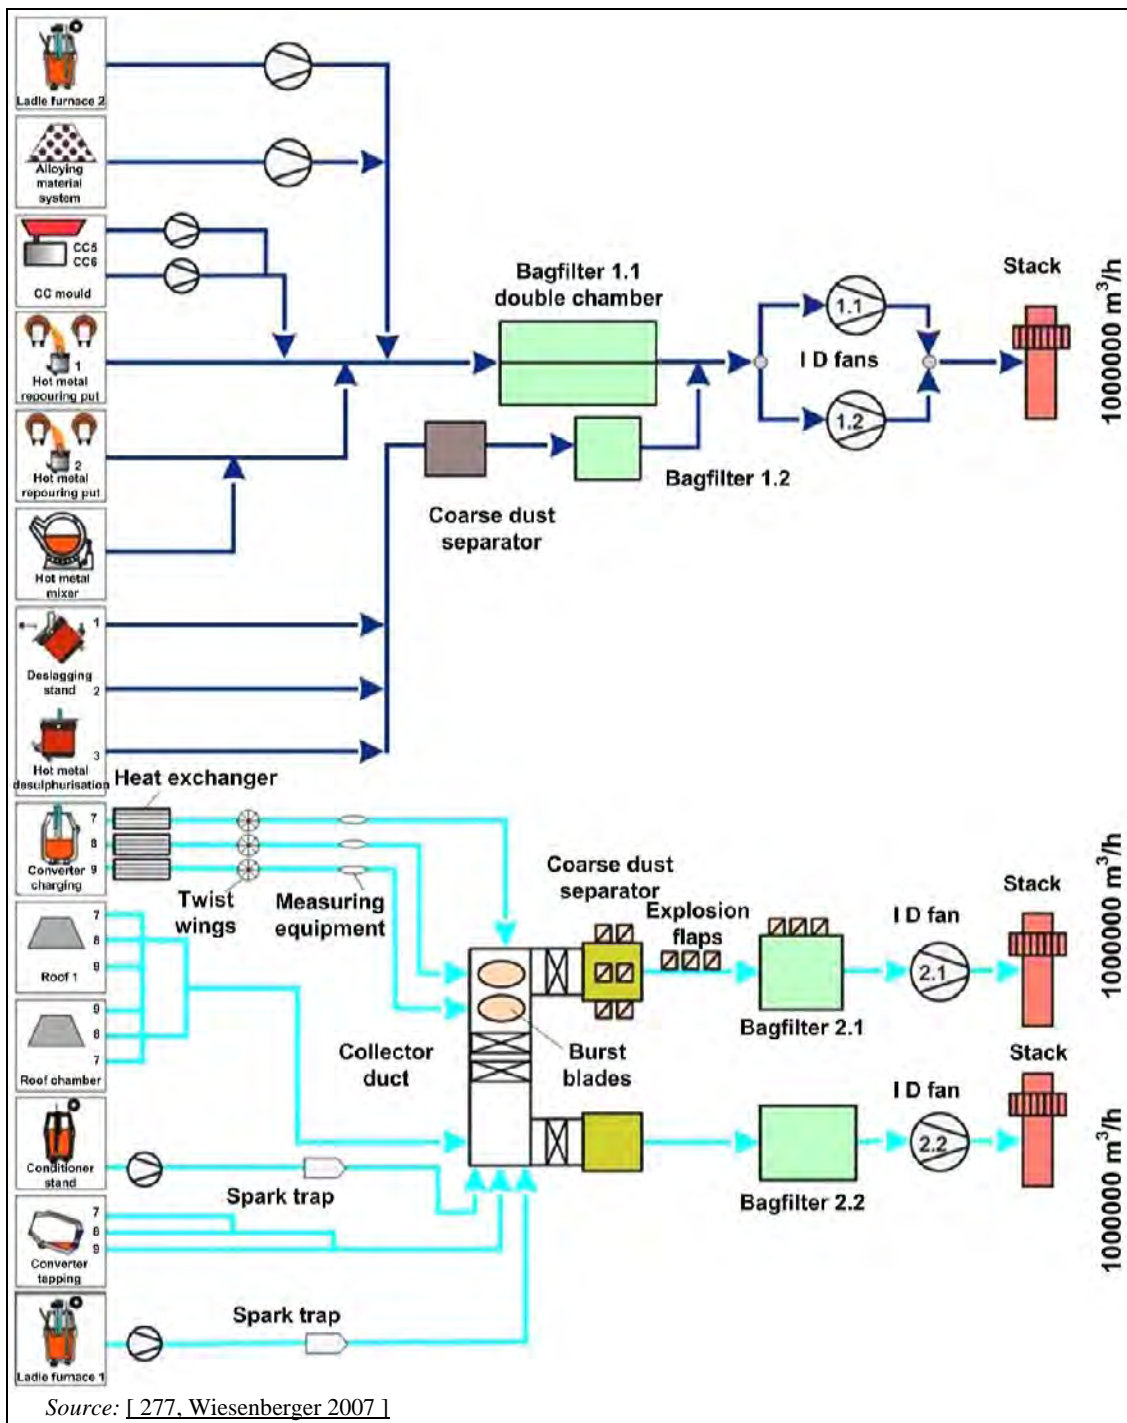 Ladle furnace 2
Alloying
material
system
CC5
CC6
CC mould
1
Hot metal
repouring put
2
Hot metal
repouring put
Hot metal
mixer
1
Deslagging
stand 2
3
Hot metal
desulphurisation
Bagfilter 1.1
double chamber
Coarse dust
separator
Bagfilter 1.2
1.1
I D fans
1.2
Stack
1000000 m³/h
Heat exchanger
7
8
9
Converter
charging
Twist
wings
Measuring
equipment
7
8
9
Roof 1
9
8
7
Roof chamber
Collector
duct
Coarse dust
separator
Explosion
flaps
Burst
blades
Bagfilter 2.1
I D fan
2.1
Stack
1000000 m³/h
Bagfilter 2.2
I D fan
2.2
Stack
1000000 m³/h
Conditioner
stand
Spark trap
7
8
9
Converter
tapping
Spark trap
Ladle furnace 1
Source: [ 277, Wiesenberger 2007 ]